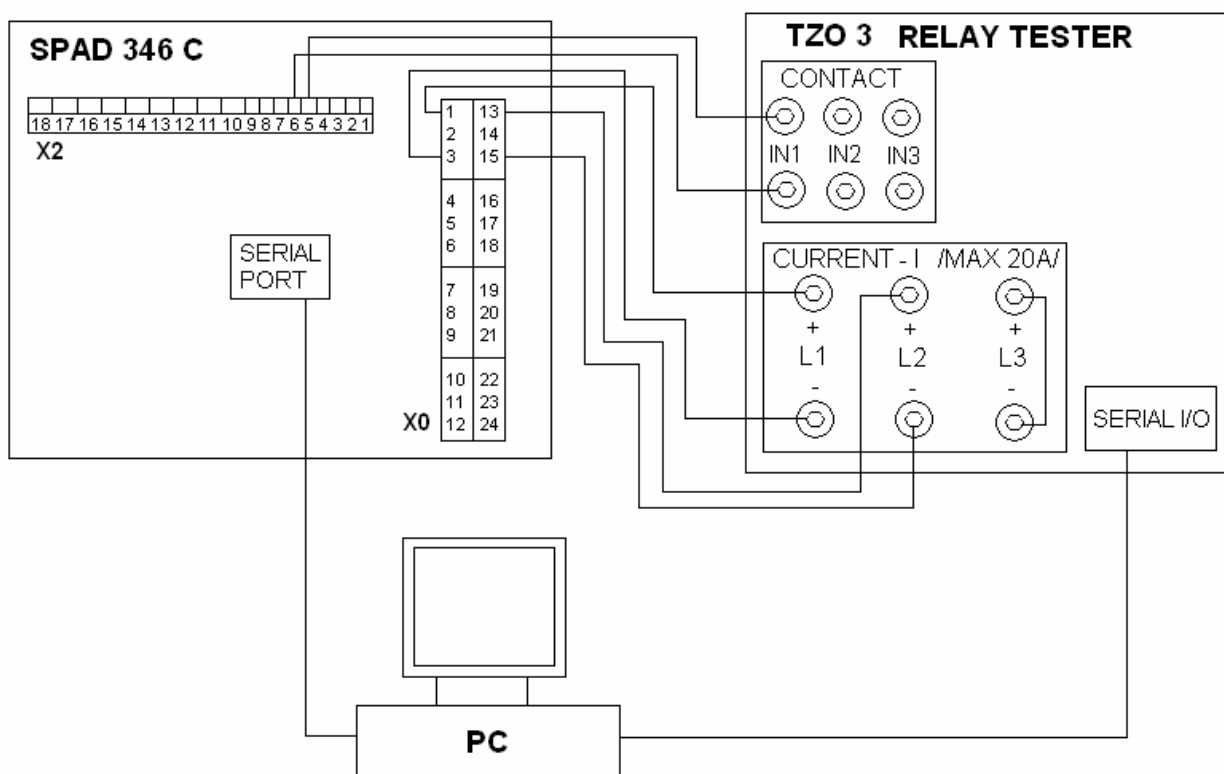 SPAD 346 C
18 17 16 15 14 13 12 11 10 9 8 7 6 5 4 3 2 1
X2
SERIAL
PORT
1 13
2 14
3 15
4 16
5 17
6 18
7 19
8 20
9 21
10 22
11 23
12 24
X0
TZO 3 RELAY TESTER
CONTACT
IN1 IN2 IN3
CURRENT - I /MAX 20A/
+ + +
L1 L2 L3
- - -
SERIAL I/O
PC